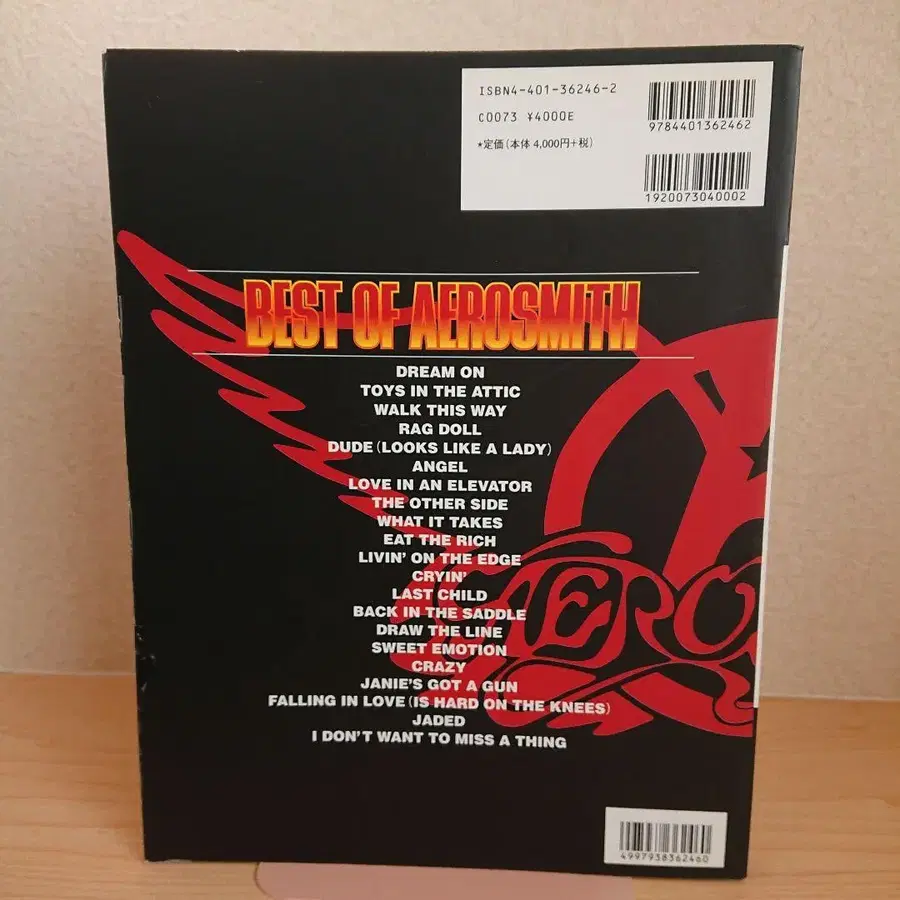 ISBN4-401-36246-2
C0073 ¥4000E
*定価(本体 4,000円+税)
9784401362462
1920073040002
BEST OF AEROSMITH
DREAM ON
TOYS IN THE ATTIC
WALK THIS WAY
RAG DOLL
DUDE (LOOKS LIKE A LADY)
ANGEL
LOVE IN AN ELEVATOR
THE OTHER SIDE
WHAT IT TAKES
EAT THE RICH
LIVIN' ON THE EDGE
CRYIN'
LAST CHILD
BACK IN THE SADDLE
DRAW THE LINE
SWEET EMOTION
CRAZY
JANIE'S GOT A GUN
FALLING IN LOVE (IS HARD ON THE KNEES)
JADED
I DON'T WANT TO MISS A THING
AERO
4997938362460